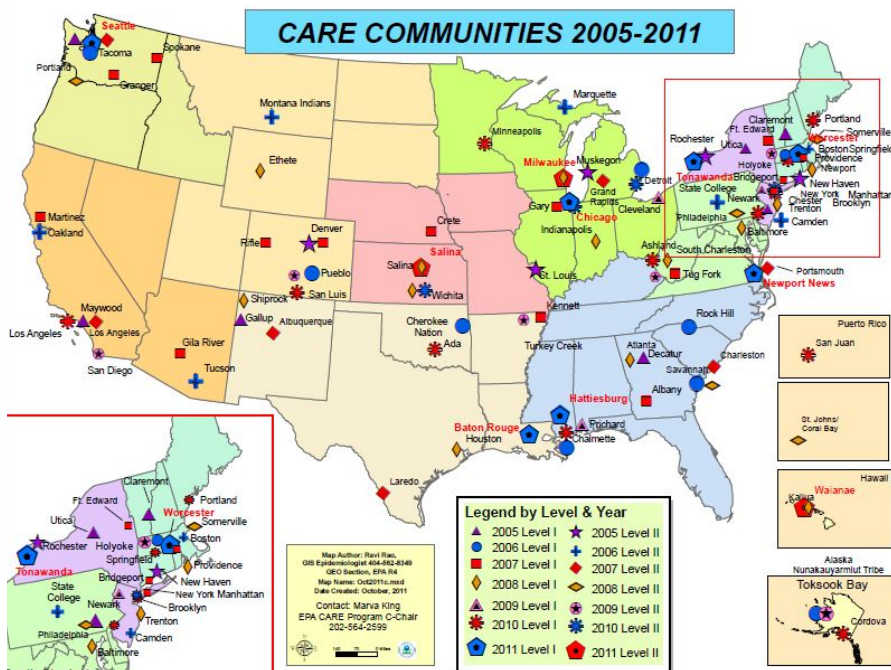 CARE COMMUNITIES 2005-2011
Seattle
Tacoma
Spokane
Portland
Granger
Montana Indians
Marquette
Minneapolis
Ethete
Milwaukee
Muskegon
Grand
Rapids
Detroit
Gary
Chicago
Cleveland
Indianapolis
Claremont
Ft. Edward
Portland
Somerville
Worcester
Rochester
Utica
Boston
Springfield
Holyoke
Providence
Newport
Tonawanda
Bridgeport
New Haven
State College
New York
Manhattan
Newark
Chester
Brooklyn
Trenton
Philadelphia
Camden
Baltimore
Martinez
Oakland
Rifle
Denver
Crete
Salina
Salina
Ashland
South Charleston
Pueblo
St. Louis
Tug Fork
Portsmouth
Newport News
San Luis
Wichita
Shiprock
Kennett
Maywood
Los Angeles
Los Angeles
Gallup
Albuquerque
Cherokee
Nation
Ada
Turkey Creek
Rock Hill
Gila River
San Diego
Tucson
Atlanta
Decatur
Charleston
Savannah
Albany
Hattiesburg
Prichard
Baton Rouge
Houston
Chalmette
Laredo
Puerto Rico
San Juan
St. Johns/
Coral Bay
Hawaii
Waianae
Kailua
Alaska
Nunakauyarmiut Tribe
Toksook Bay
Cordova
Claremont
Ft. Edward
Portland
Utica
Worcester
Somerville
Rochester
Holyoke
Boston
Springfield
Tonawanda
Providence
Bridgeport
New Haven
State
College
New York Manhattan
Newark
Brooklyn
Trenton
Philadelphia
Camden
Baltimore
Map Author: Ravi Rao,
GIS Epidemiologist 404-562-8349
GEO Section, EPA R4
Map Name: Oct2011c.mxd
Date Created: October, 2011
Contact: Marva King
EPA CARE Program C-Chair
202-564-2599
Legend by Level & Year
2005 Level I
2005 Level II
2006 Level I
2006 Level II
2007 Level I
2007 Level II
2008 Level I
2008 Level II
2009 Level I
2009 Level II
2010 Level I
2010 Level II
2011 Level I
2011 Level II